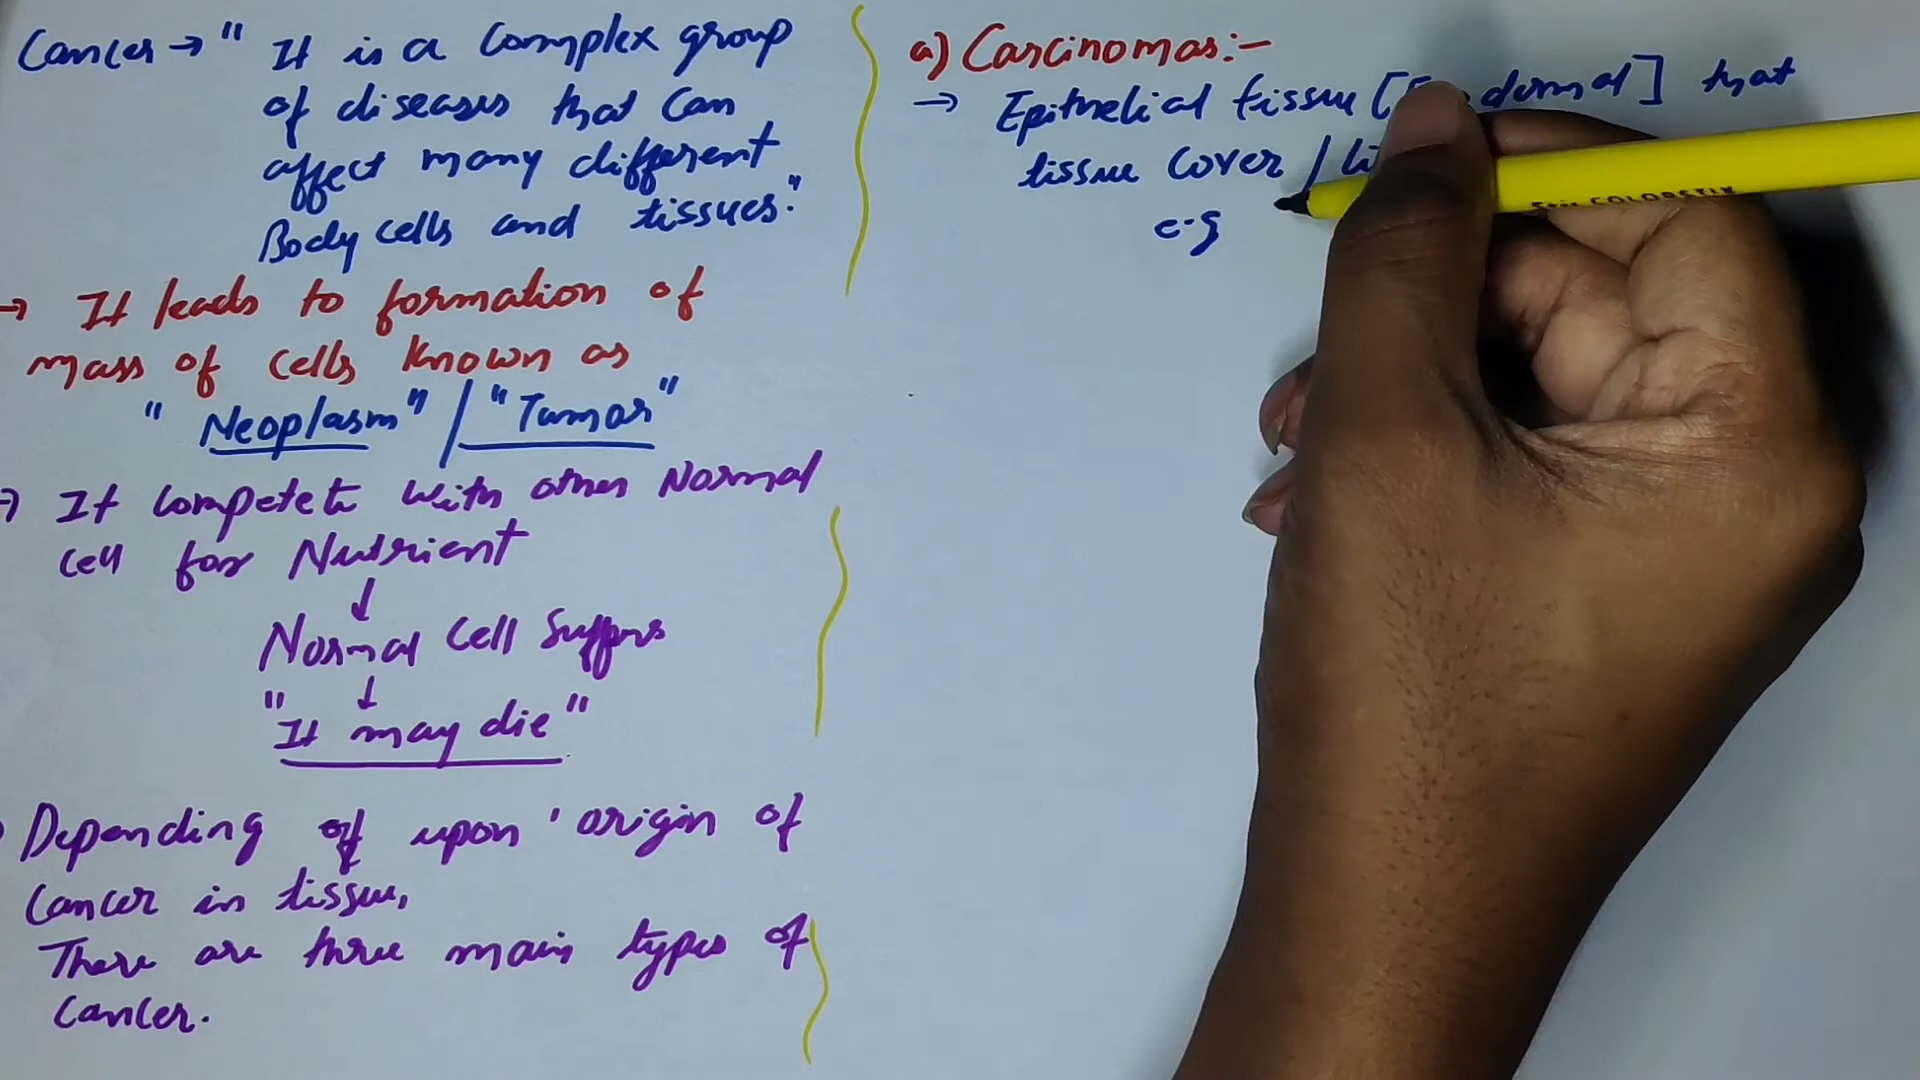 Cancer → " It is a Complex group
of diseases that can
affect many different
Body cells and tissues."
→ It leads to formation of
mass of cells known as
" Neoplasm" / "Tumor"
→ It compete with other Normal
cell for Nutrient
↓
Normal Cell Suffers
↓
"It may die"
Depending of upon ' origin of
Cancer in tissue,
There are three main types of
cancer.
a) Carcinomas:-
→ Epithelial tissue [ dermal ] that
tissue cover /
e.g
COLORSTIX